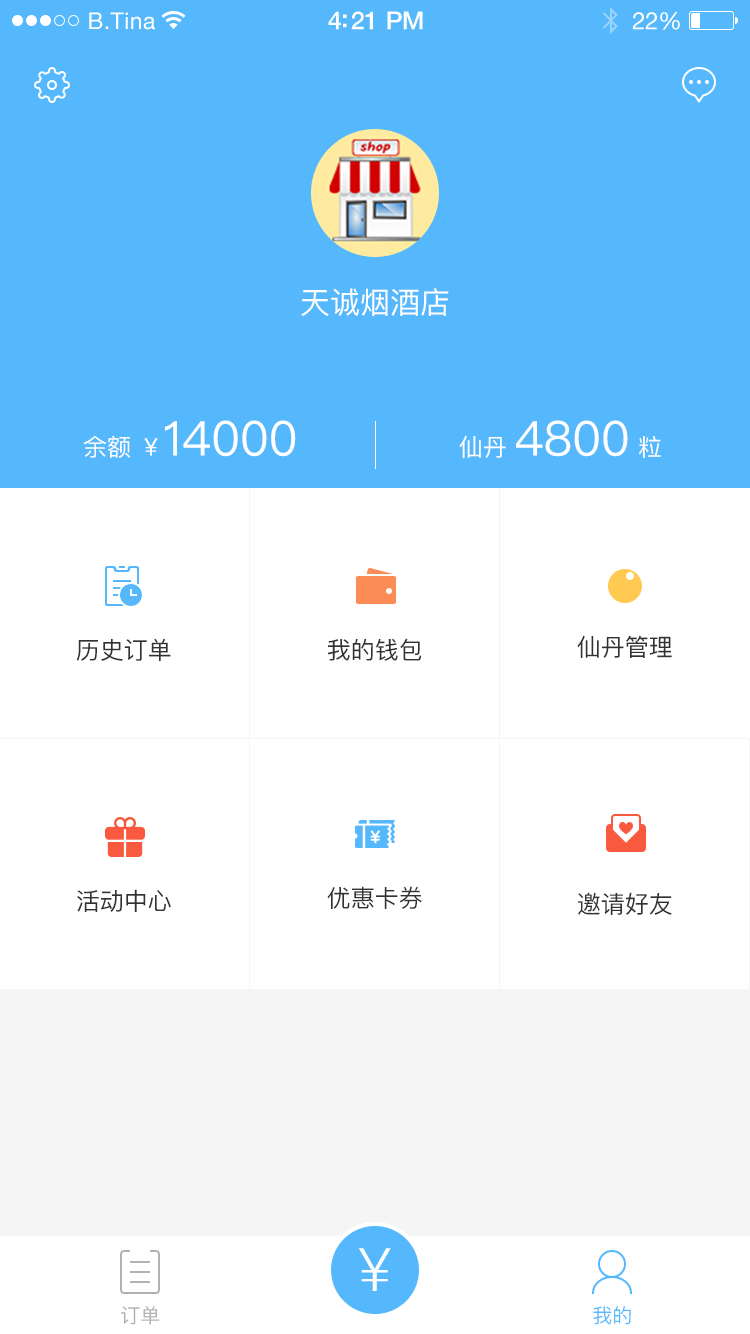 B.Tina 4:21 PM 22%
shop
天诚烟酒店
余额 ¥14000 仙丹 4800 粒
历史订单 我的钱包 仙丹管理
¥
活动中心 优惠卡券 邀请好友
¥
订单 我的